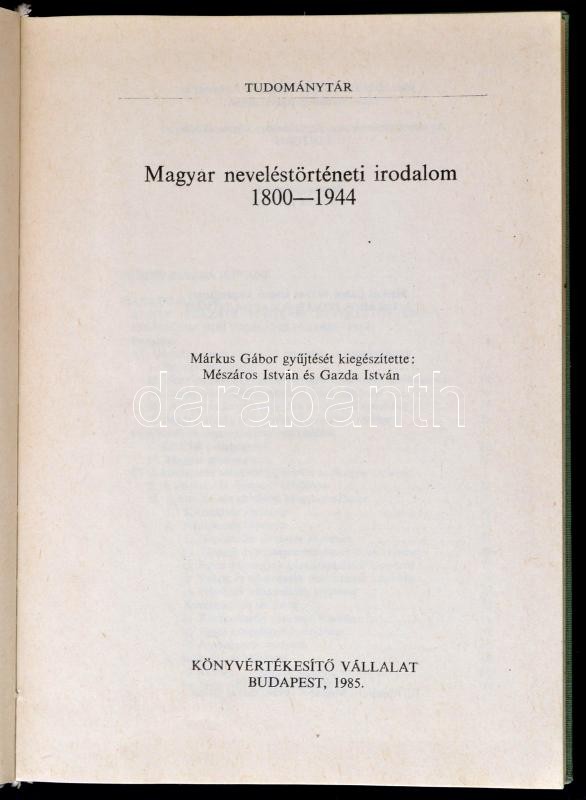 TUDOMÁNYTÁR
Magyar neveléstörténeti irodalom
1800—1944
Márkus Gábor gyűjtését kiegészítette:
Mészáros István és Gazda István
darabanth
KÖNYVÉRTÉKESÍTŐ VÁLLALAT
BUDAPEST, 1985.